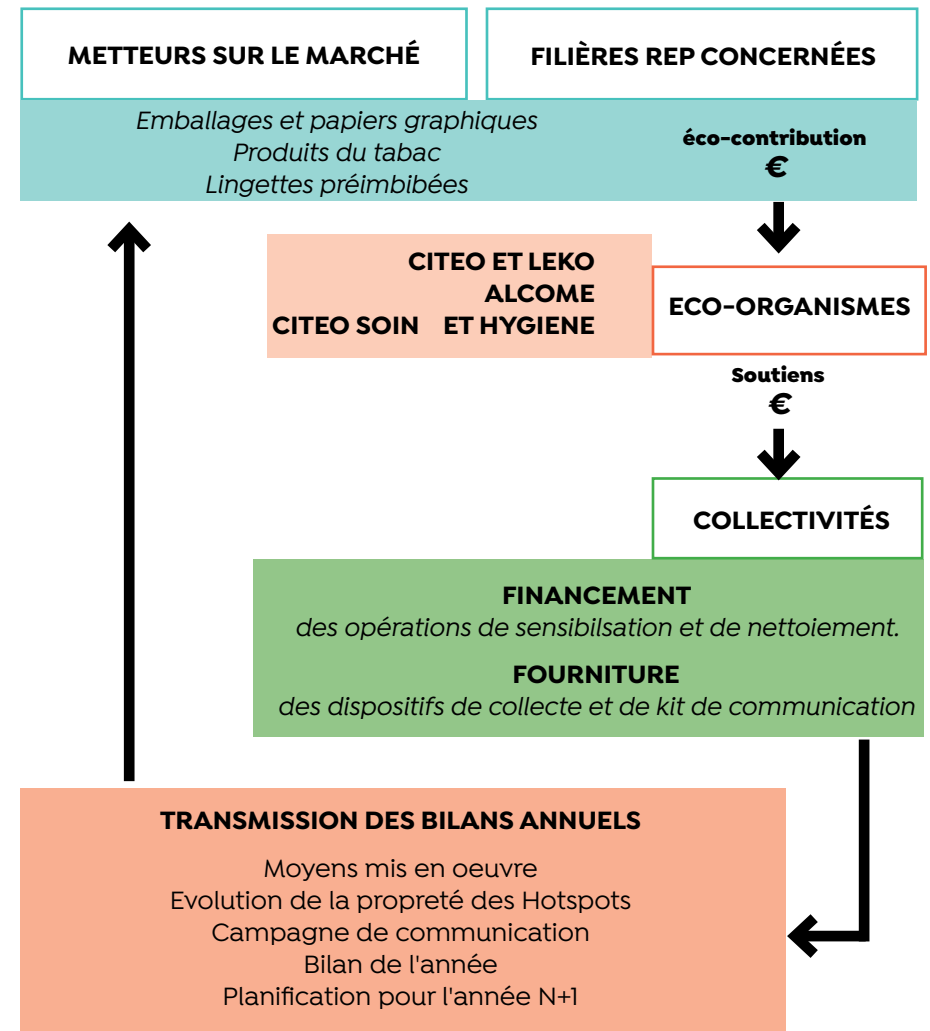 METTEURS SUR LE MARCHÉ
FILIÈRES REP CONCERNÉES
Emballages et papiers graphiques
Produits du tabac
Lingettes préimbibées
éco-contribution
€
CITEO ET LEKO
ALCOME
CITEO SOIN ET HYGIENE
ECO-ORGANISMES
Soutiens
€
COLLECTIVITÉS
FINANCEMENT
des opérations de sensibilsation et de nettoiement.
FOURNITURE
des dispositifs de collecte et de kit de communication
TRANSMISSION DES BILANS ANNUELS
Moyens mis en oeuvre
Evolution de la propreté des Hotspots
Campagne de communication
Bilan de l'année
Planification pour l'année N+1